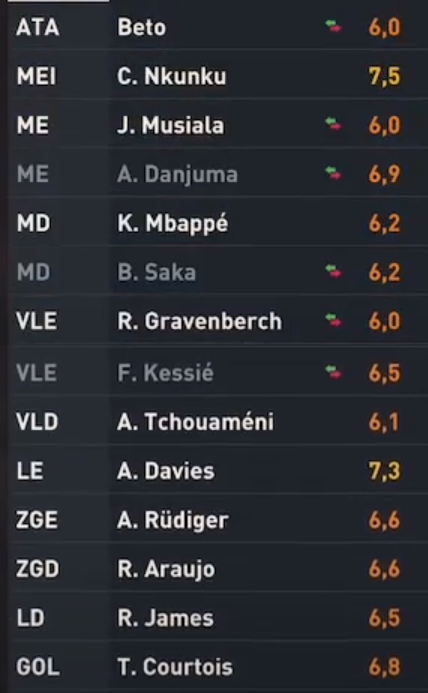 ATA Beto 6,0
MEI C. Nkunku 7,5
ME J. Musiala 6,0
ME A. Danjuma 6,9
MD K. Mbappé 6,2
MD B. Saka 6,2
VLE R. Gravenberch 6,0
VLE F. Kessié 6,5
VLD A. Tchouaméni 6,1
LE A. Davies 7,3
ZGE A. Rüdiger 6,6
ZGD R. Araujo 6,6
LD R. James 6,5
GOL T. Courtois 6,8